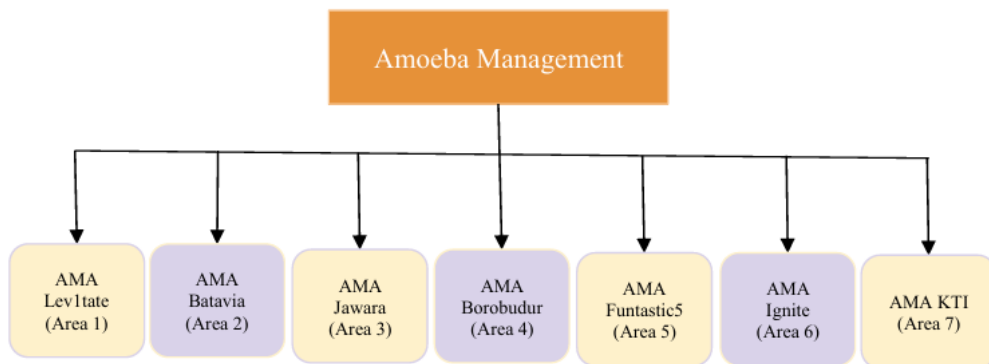 Amoeba Management
AMA
Lev1tate
(Area 1)
AMA
Batavia
(Area 2)
AMA
Jawara
(Area 3)
AMA
Borobudur
(Area 4)
AMA
Funtastic5
(Area 5)
AMA
Ignite
(Area 6)
AMA KTI
(Area 7)